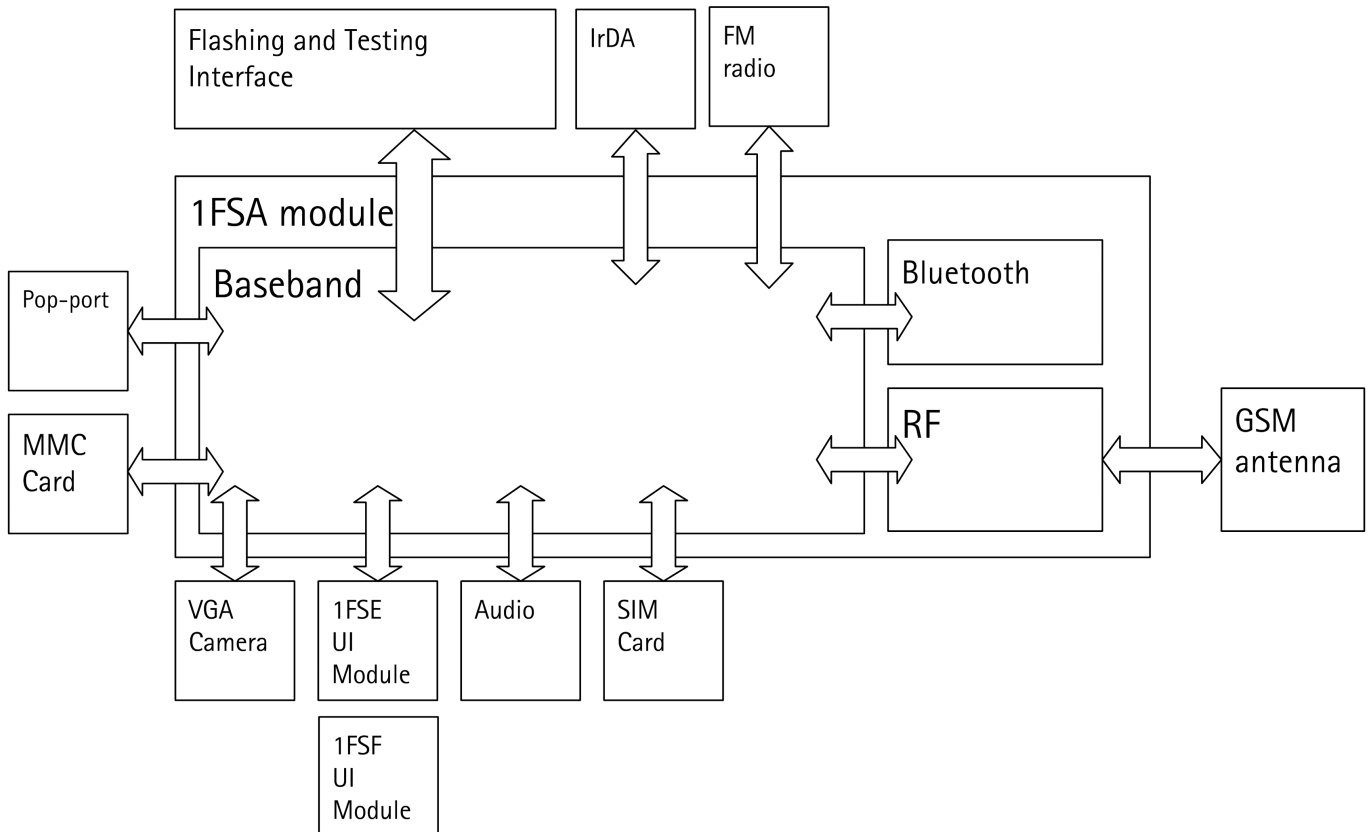 Flashing and Testing
Interface
IrDA
FM
radio
1FSA module
Baseband
Bluetooth
Pop-port
RF
GSM
antenna
MMC
Card
VGA
Camera
1FSE
UI
Module
Audio
SIM
Card
1FSF
UI
Module